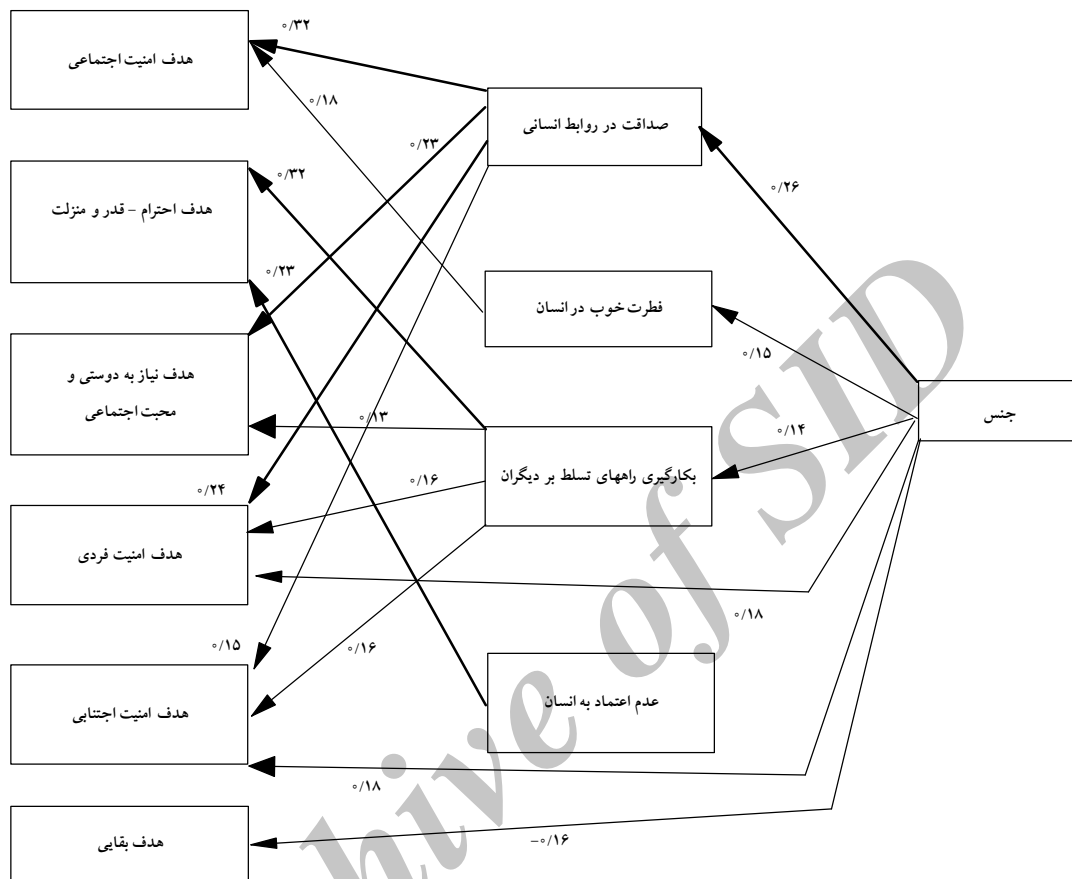 هدف امنیت اجتماعی
۰/۳۲
۰/۱۸
صداقت در روابط انسانی
۰/۲۳
۰/۳۲
هدف احترام – قدر و منزلت
۰/۲۶
۰/۲۳
فطرت خوب در انسان
۰/۱۵
هدف نیاز به دوستی و
محبت اجتماعی
جنس
۰/۱۳
۰/۱۴
بکارگیری راههای تسلط بر دیگران
۰/۱۶
۰/۲۴
هدف امنیت فردی
۰/۱۸
۰/۱۵
۰/۱۶
عدم اعتماد به انسان
هدف امنیت اجتنابی
۰/۱۸
هدف بقایی
–۰/۱۶
hive of SID